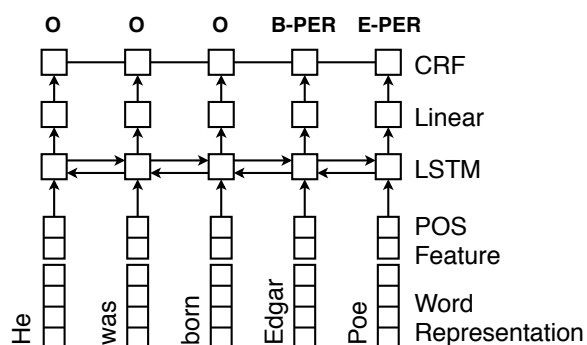 O O O B-PER E-PER
CRF
Linear
LSTM
POS
Feature
He was born Edgar Poe
Word
Representation